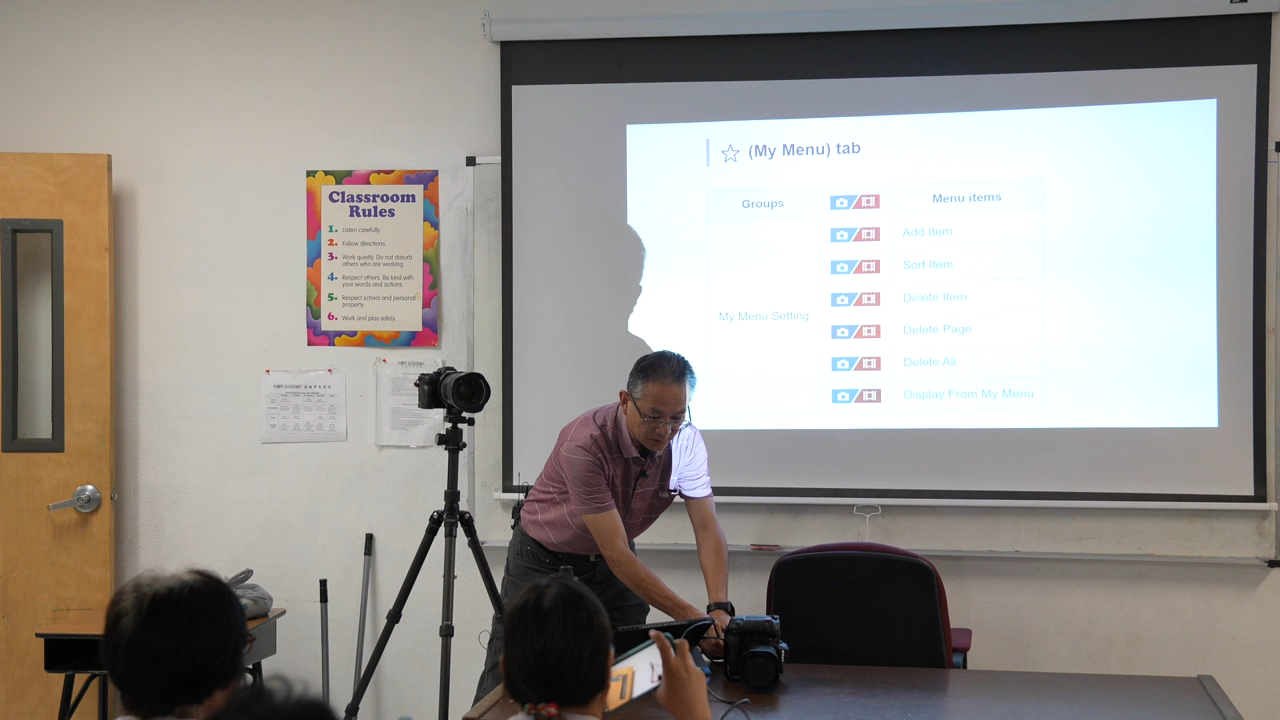 Classroom
Rules
1. Listen carefully.
2. Follow directions.
3. Work quietly. Do not disturb
others who are working.
4. Respect others. Be kind with
your words and actions.
5. Respect school and personal
property.
6. Work and play safely.
(My Menu) tab
Groups
Menu items
Add Item
Sort Item
Delete Item
My Menu Setting
Delete Page
Delete All
Display From My Menu